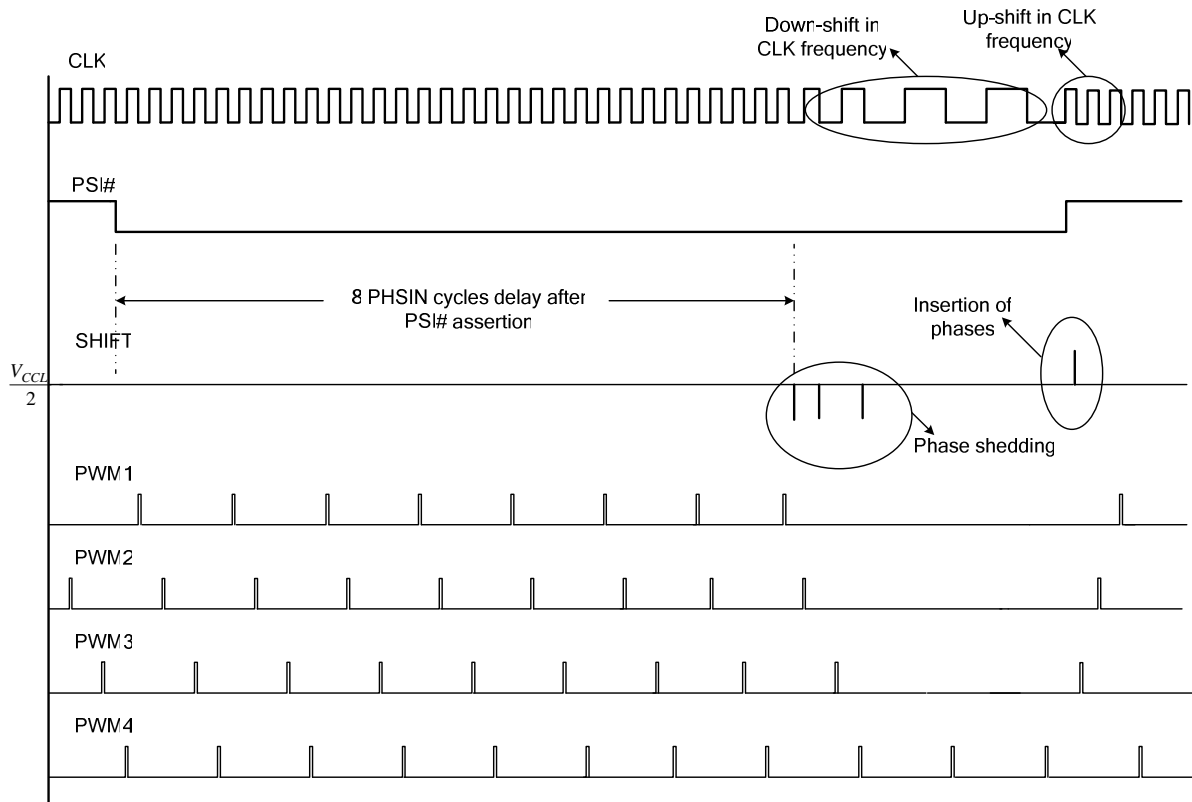 Down-shift in
CLK frequency
Up-shift in CLK
frequency
CLK
PSI#
8 PHSIN cycles delay after
PSI# assertion
Insertion of
phases
SHIFT
V_CCL
2
Phase shedding
PWM1
PWM2
PWM3
PWM4